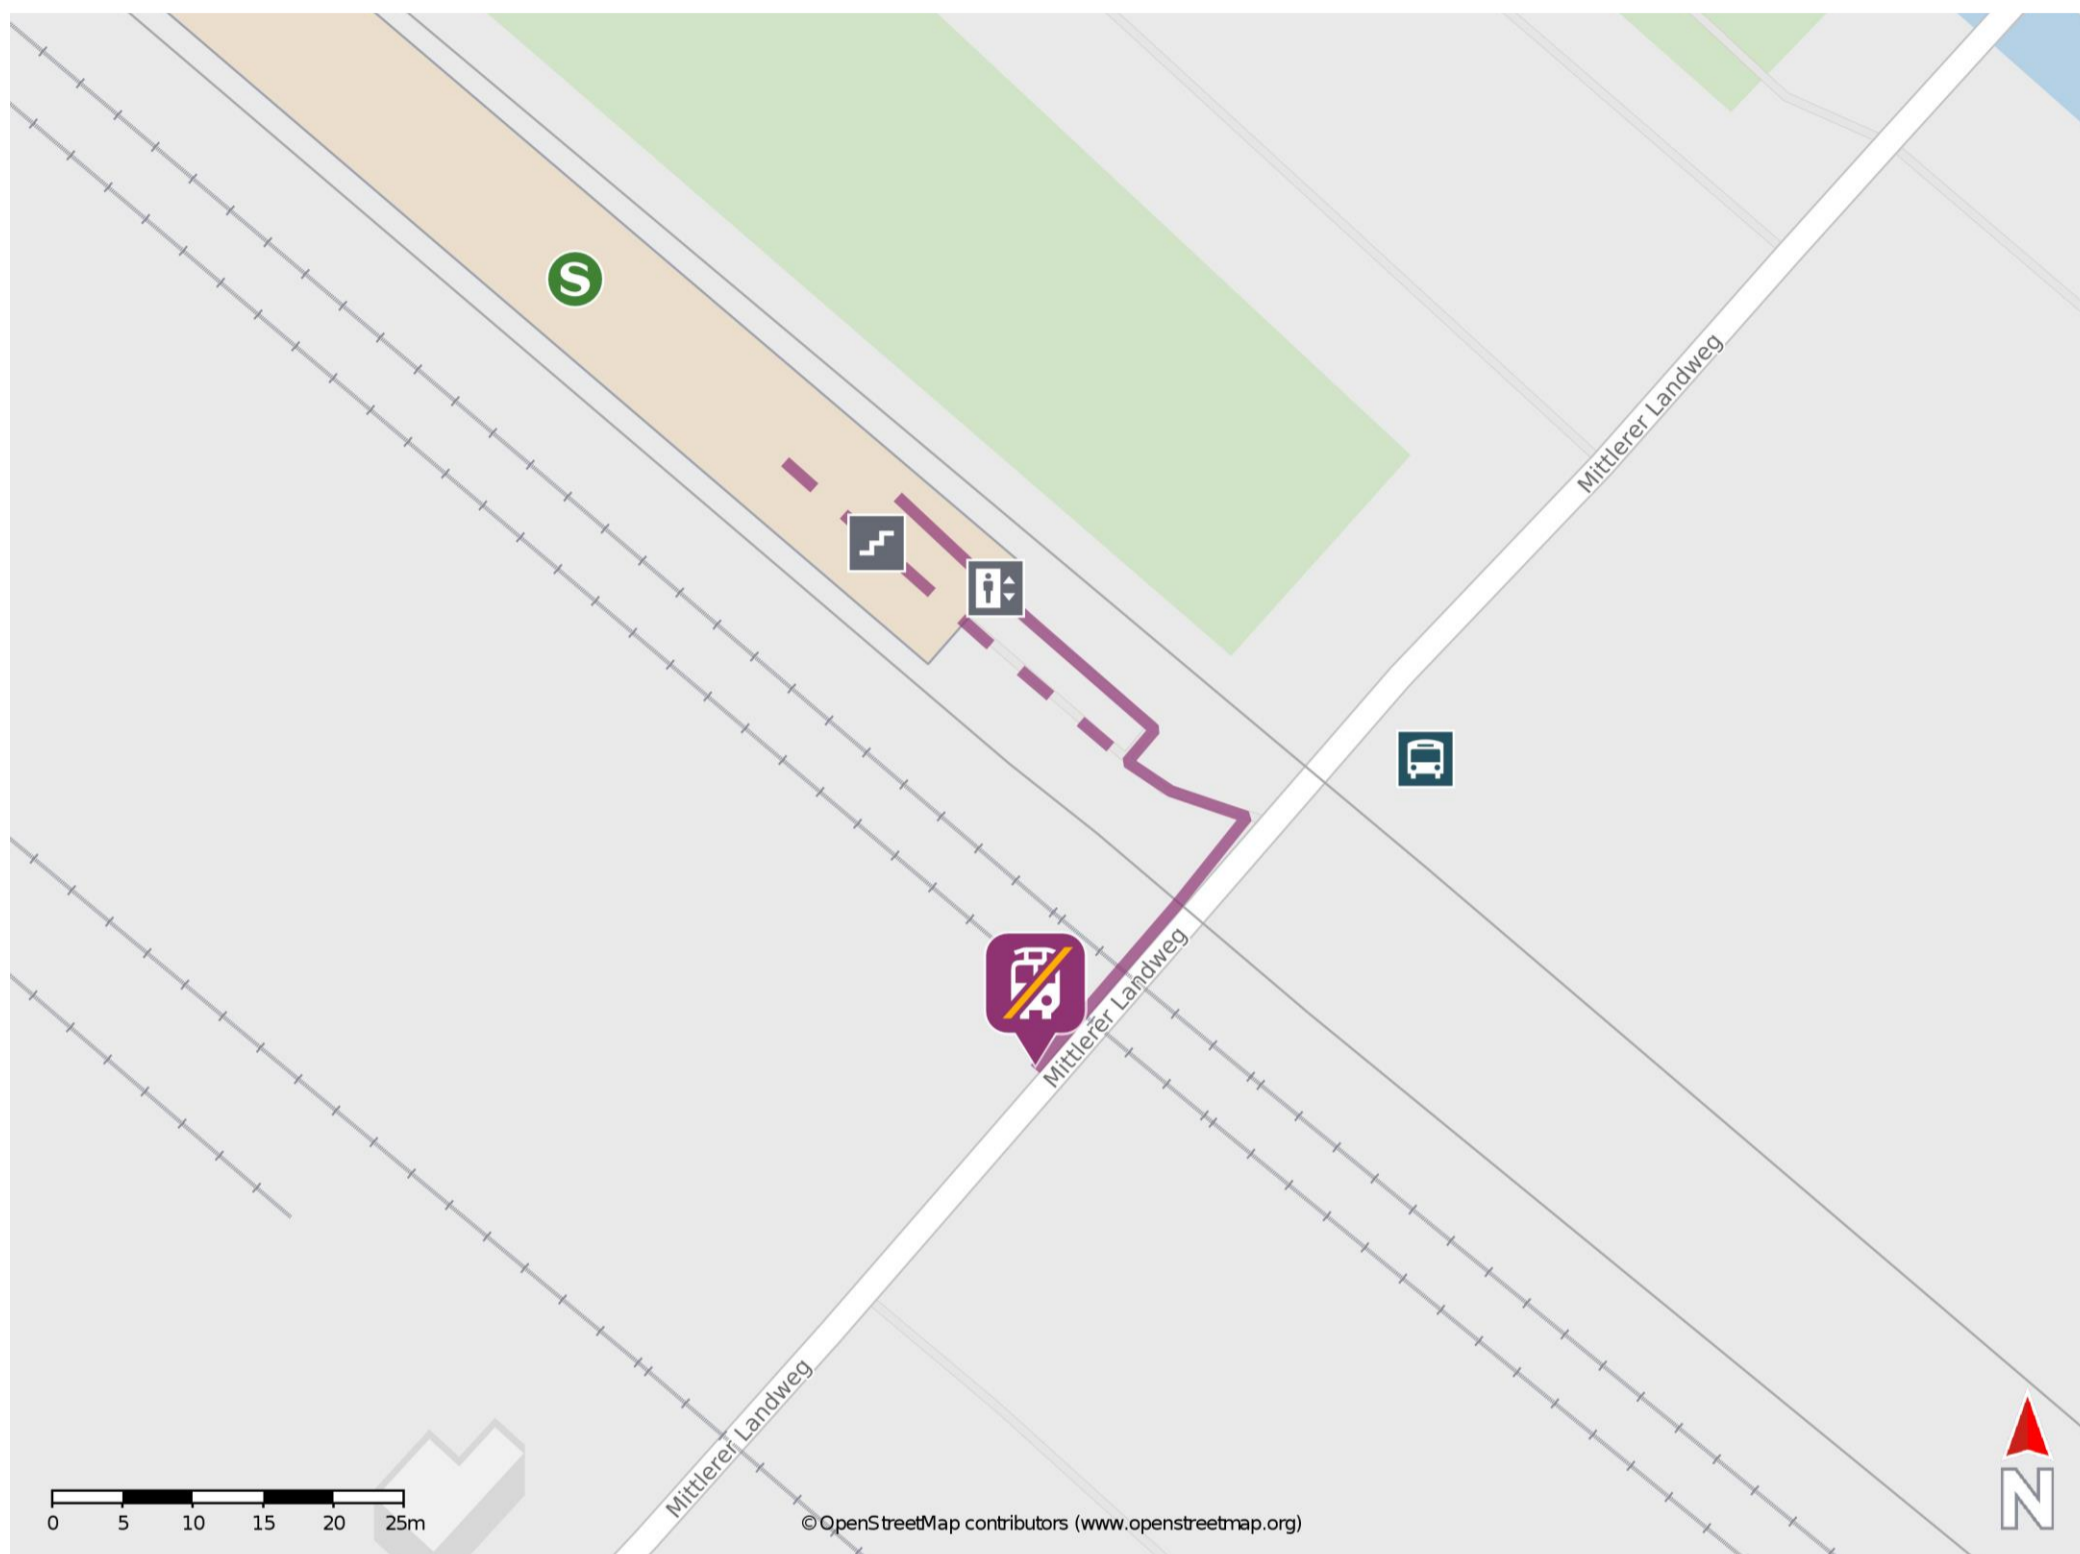 S
Mittlerer Landweg
Mittlerer Landweg
Mittlerer Landweg
0 5 10 15 20 25m
©OpenStreetMap contributors (www.openstreetmap.org)
N